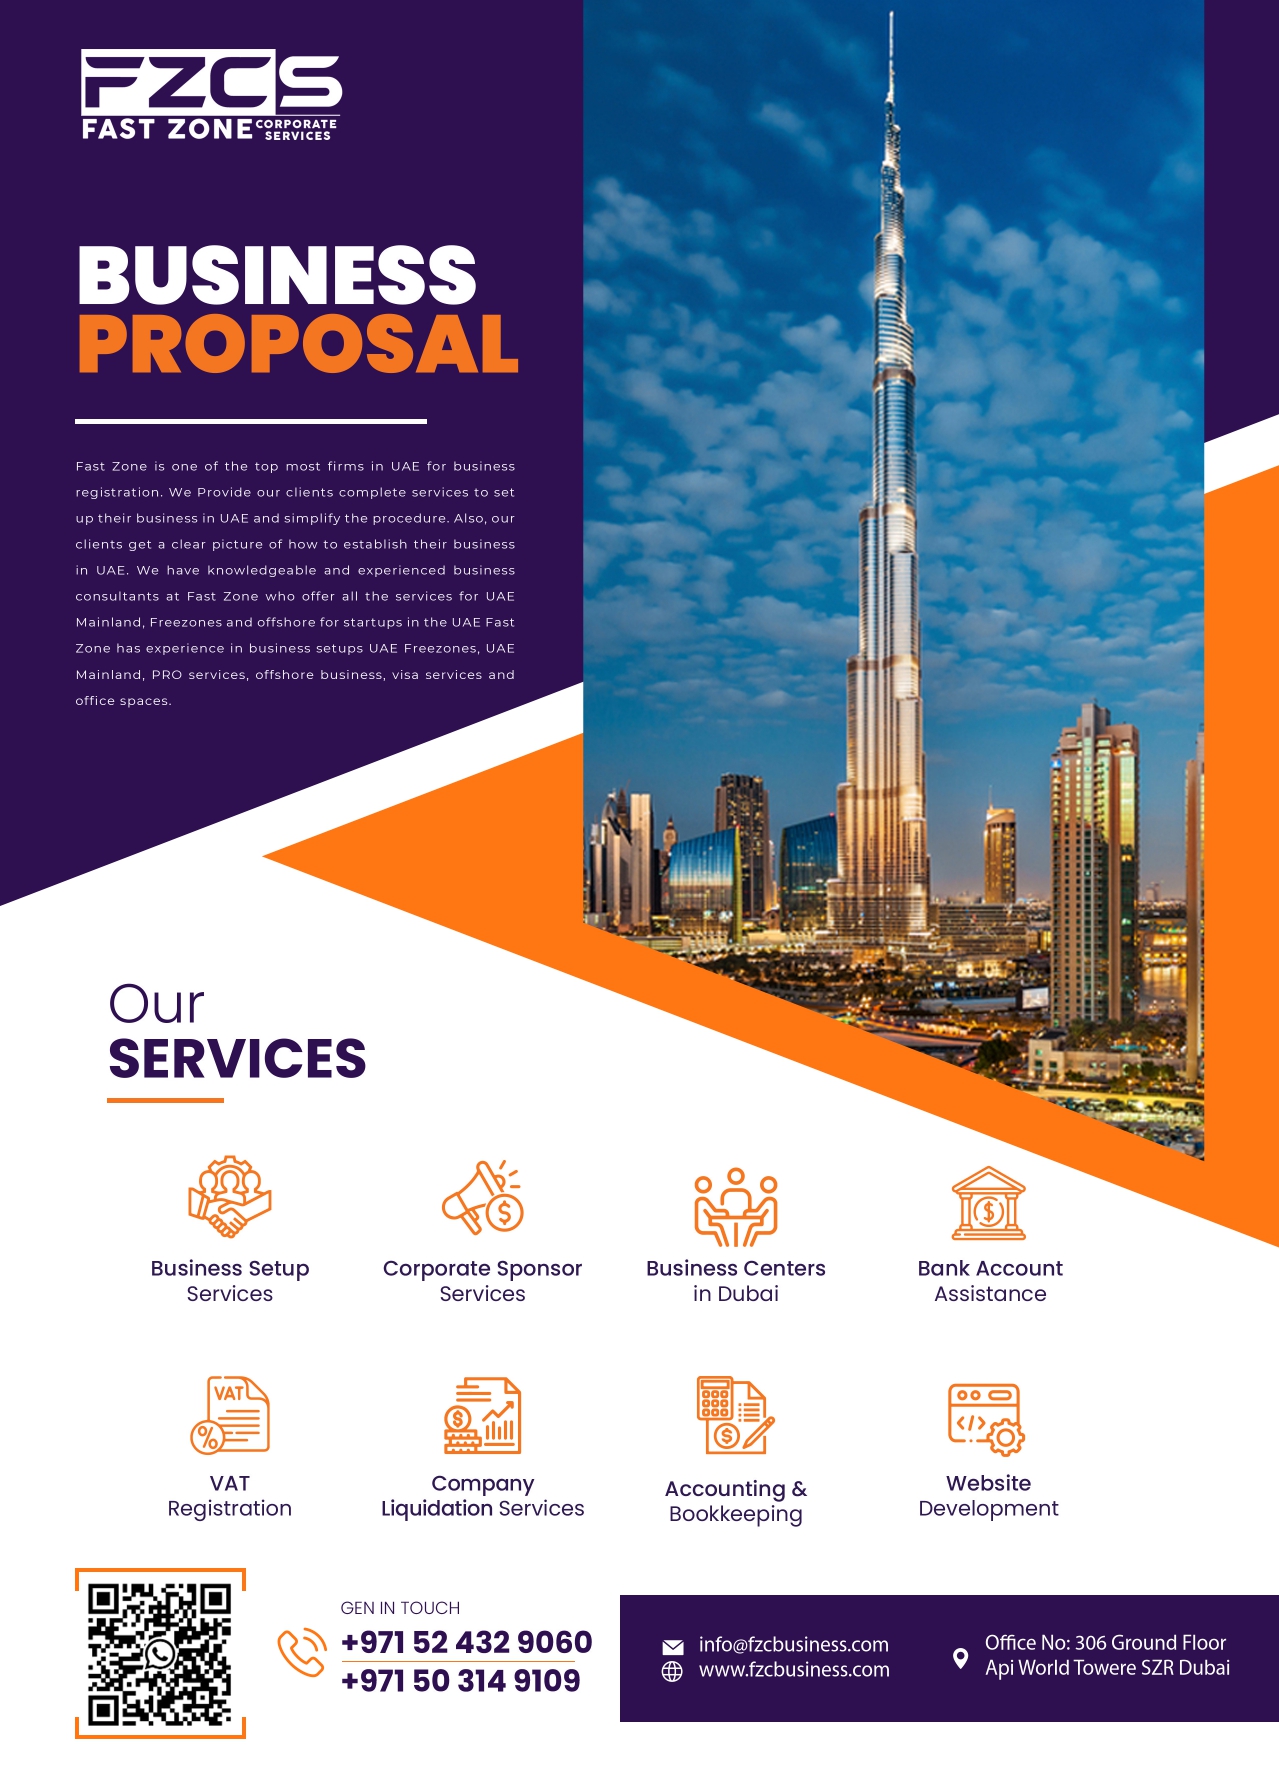 FZCS
FAST ZONE CORPORATE SERVICES
BUSINESS
PROPOSAL
Fast Zone is one of the top most firms in UAE for business
registration. We Provide our clients complete services to set
up their business in UAE and simplify the procedure. Also, our
clients get a clear picture of how to establish their business
in UAE. We have knowledgeable and experienced business
consultants at Fast Zone who offer all the services for UAE
Mainland, Freezones and offshore for startups in the UAE Fast
Zone has experience in business setups UAE Freezones, UAE
Mainland, PRO services, offshore business, visa services and
office spaces.
Our
SERVICES
Business Setup
Services
Corporate Sponsor
Services
Business Centers
in Dubai
Bank Account
Assistance
VAT
VAT
Registration
Company
Liquidation Services
Accounting &
Bookkeeping
Website
Development
GEN IN TOUCH
+971 52 432 9060
+971 50 314 9109
info@fzcbusiness.com
www.fzcbusiness.com
Office No: 306 Ground Floor
Api World Towere SZR Dubai